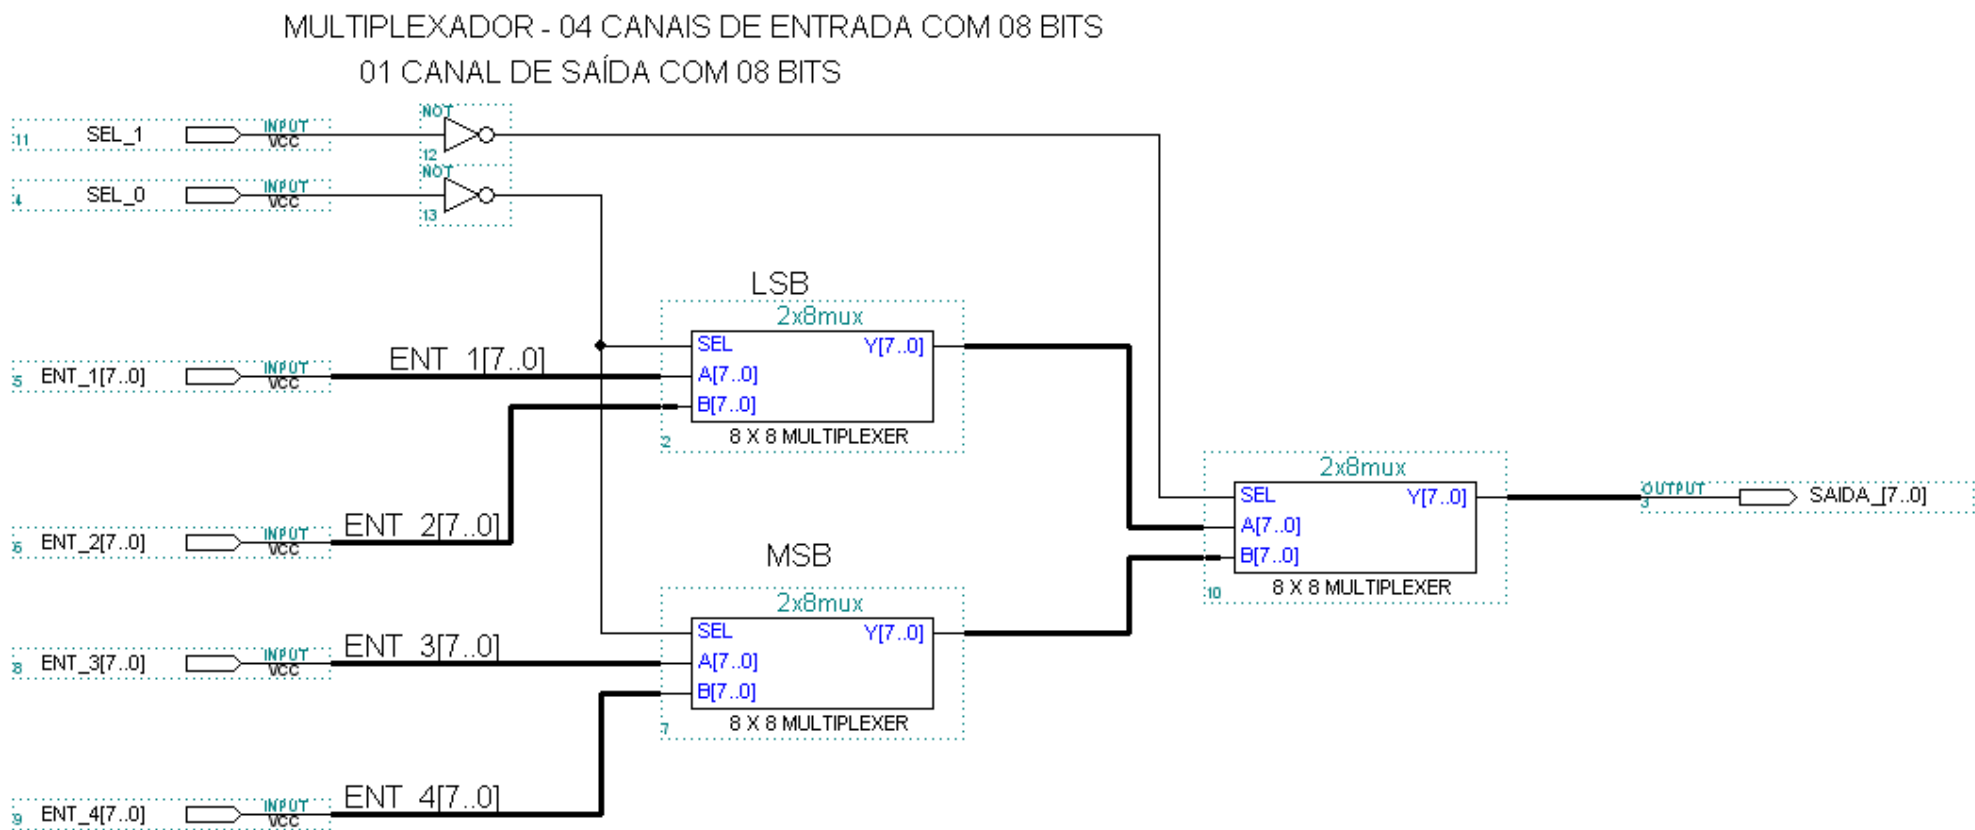 MULTIPLEXADOR - 04 CANAIS DE ENTRADA COM 08 BITS
01 CANAL DE SAÍDA COM 08 BITS
NOT
11 SEL_1 INPUT
VCC
12
NOT
4 SEL_0 INPUT
VCC
13
LSB
2x8mux
SEL Y[7..0]
5 ENT_1[7..0] INPUT
VCC
ENT_1[7..0]
A[7..0]
B[7..0]
2 8 X 8 MULTIPLEXER
2x8mux
SEL Y[7..0]
OUTPUT
3
SAIDA_[7..0]
6 ENT_2[7..0] INPUT
VCC
ENT_2[7..0]
A[7..0]
B[7..0]
10 8 X 8 MULTIPLEXER
MSB
2x8mux
SEL Y[7..0]
8 ENT_3[7..0] INPUT
VCC
ENT_3[7..0]
A[7..0]
B[7..0]
7 8 X 8 MULTIPLEXER
9 ENT_4[7..0] INPUT
VCC
ENT_4[7..0]